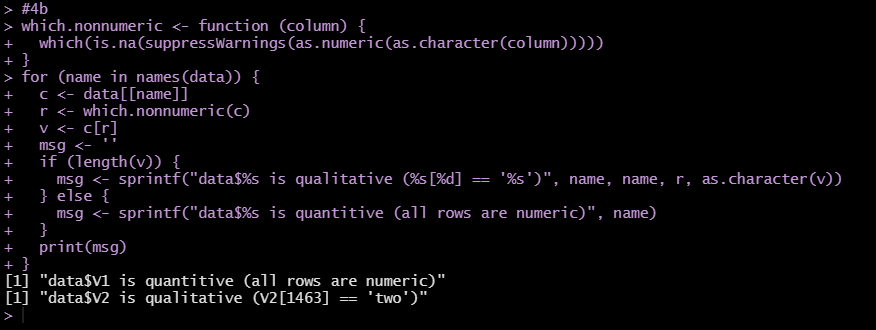 > #4b
> which.nonnumeric <- function (column) {
+   which(is.na(suppressWarnings(as.numeric(as.character(column)))))
+ }
> for (name in names(data)) {
+   c <- data[[name]]
+   r <- which.nonnumeric(c)
+   v <- c[r]
+   msg <- ''
+   if (length(v)) {
+     msg <- sprintf("data$%s is qualitative (%s[%d] == '%s')", name, name, r, as.character(v))
+   } else {
+     msg <- sprintf("data$%s is quantitive (all rows are numeric)", name)
+   }
+   print(msg)
+ }
[1] "data$V1 is quantitive (all rows are numeric)"
[1] "data$V2 is qualitative (V2[1463] == 'two')"
>